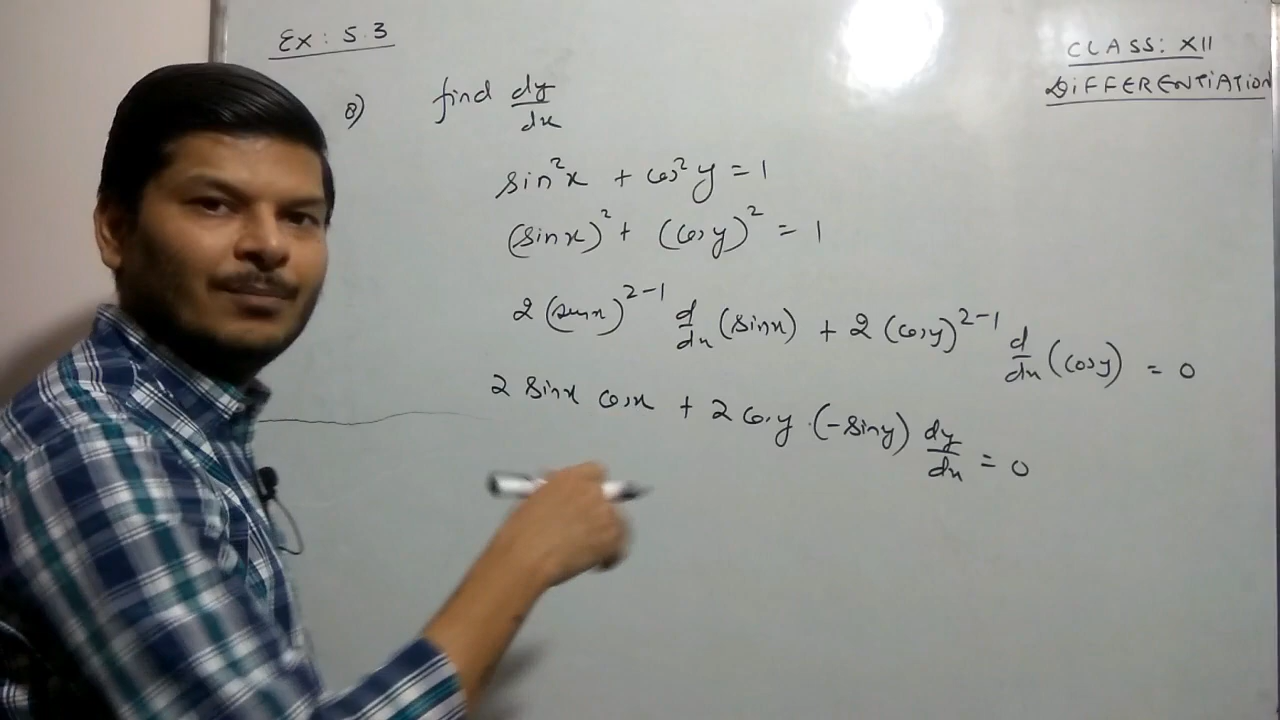 Ex: 5.3
CLASS: XII
DIFFERENTIATION
8) find dy/dx
sin²x + cos²y = 1
(sinx)² + (cosy)² = 1
2(sinx)²⁻¹ d/dx (sinx) + 2(cosy)²⁻¹ d/dx (cosy) = 0
2 sinx cosx + 2 cosy · (-siny) dy/dx = 0